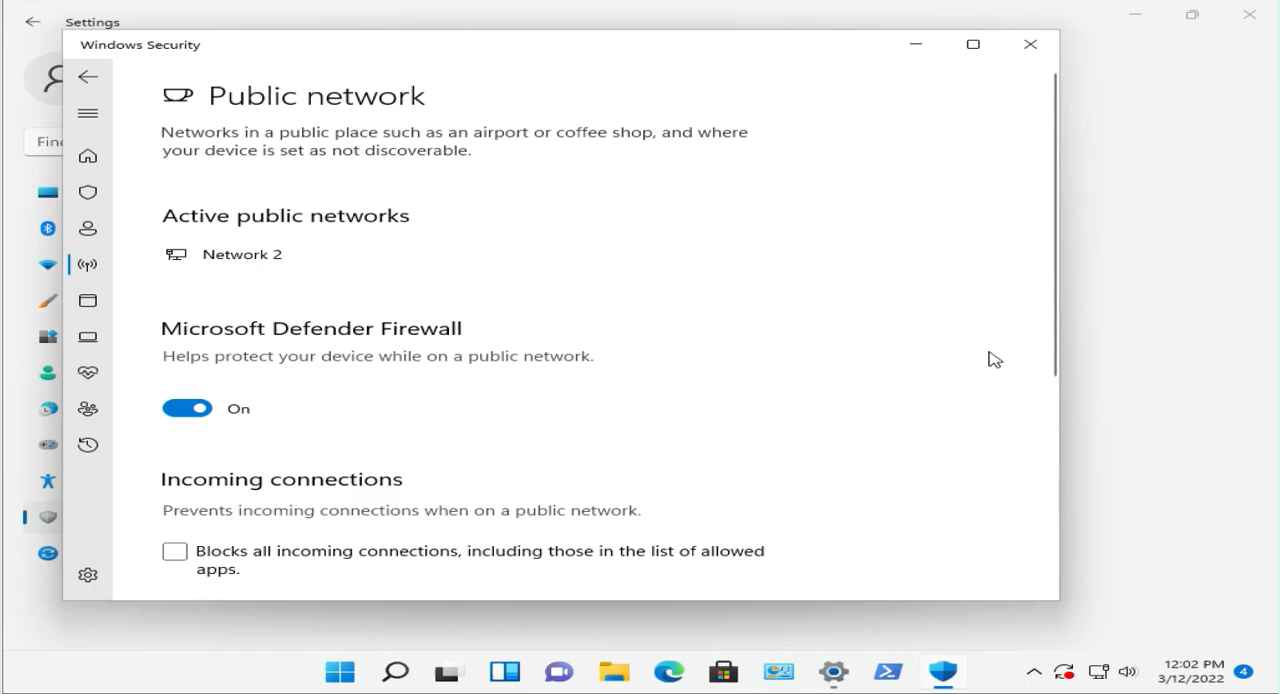 Settings
Windows Security
Find
Public network
Networks in a public place such as an airport or coffee shop, and where
your device is set as not discoverable.
Active public networks
Network 2
Microsoft Defender Firewall
Helps protect your device while on a public network.
On
Incoming connections
Prevents incoming connections when on a public network.
Blocks all incoming connections, including those in the list of allowed
apps.
12:02 PM
3/12/2022
4